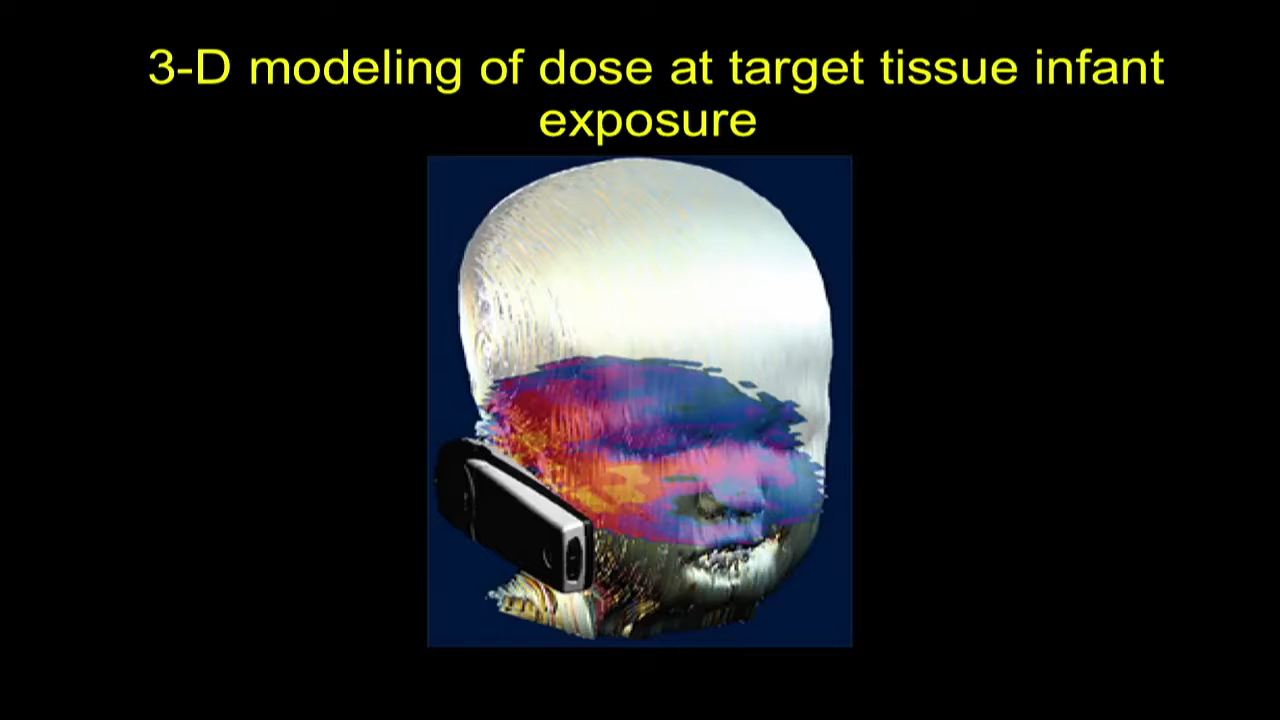 3-D modeling of dose at target tissue infant
exposure